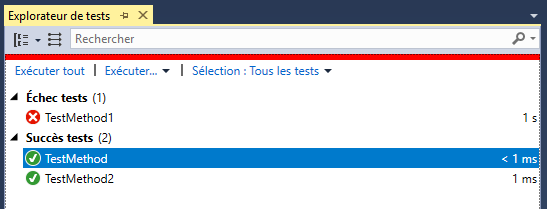 Explorateur de tests
Rechercher
Exécuter tout | Exécuter... | Sélection : Tous les tests
Échec tests (1)
TestMethod1 1 s
Succès tests (2)
TestMethod < 1 ms
TestMethod2 1 ms